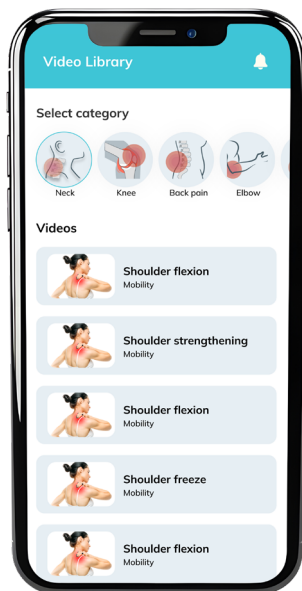 Video Library
Select category
Neck
Knee
Back pain
Elbow
Videos
Shoulder flexion
Mobility
Shoulder strengthening
Mobility
Shoulder flexion
Mobility
Shoulder freeze
Mobility
Shoulder flexion
Mobility